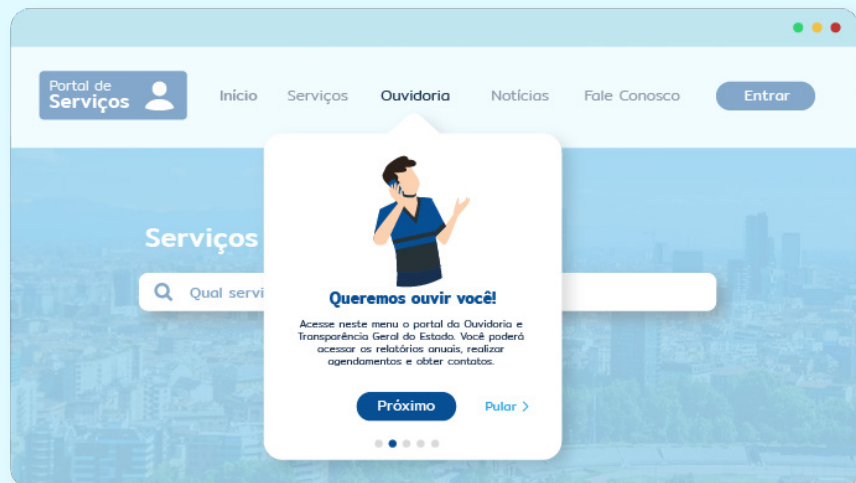 Portal de
Serviços
Início Serviços Ouvidoria Notícias Fale Conosco Entrar
Serviços
Qual servi
Queremos ouvir você!
Acesse neste menu o portal da Ouvidoria e
Transparência Geral do Estado. Você poderá
acessar os relatórios anuais, realizar
agendamentos e obter contatos.
Próximo Pular >